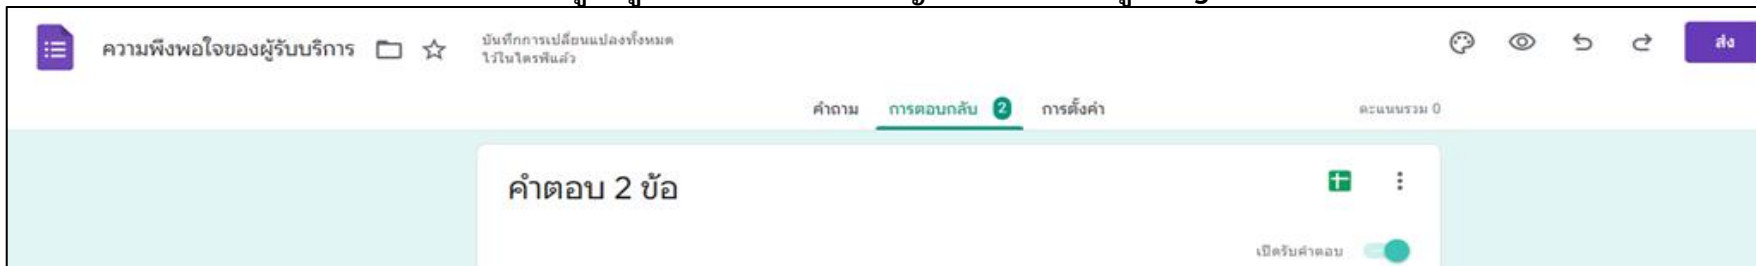 ความพึงพอใจของผู้รับบริการ
บันทึกการเปลี่ยนแปลงทั้งหมด
ไว้ในไดรฟ์แล้ว
ส่ง
คำถาม การตอบกลับ 2 การตั้งค่า คะแนนรวม 0
คำตอบ 2 ข้อ
เปิดรับคำตอบ